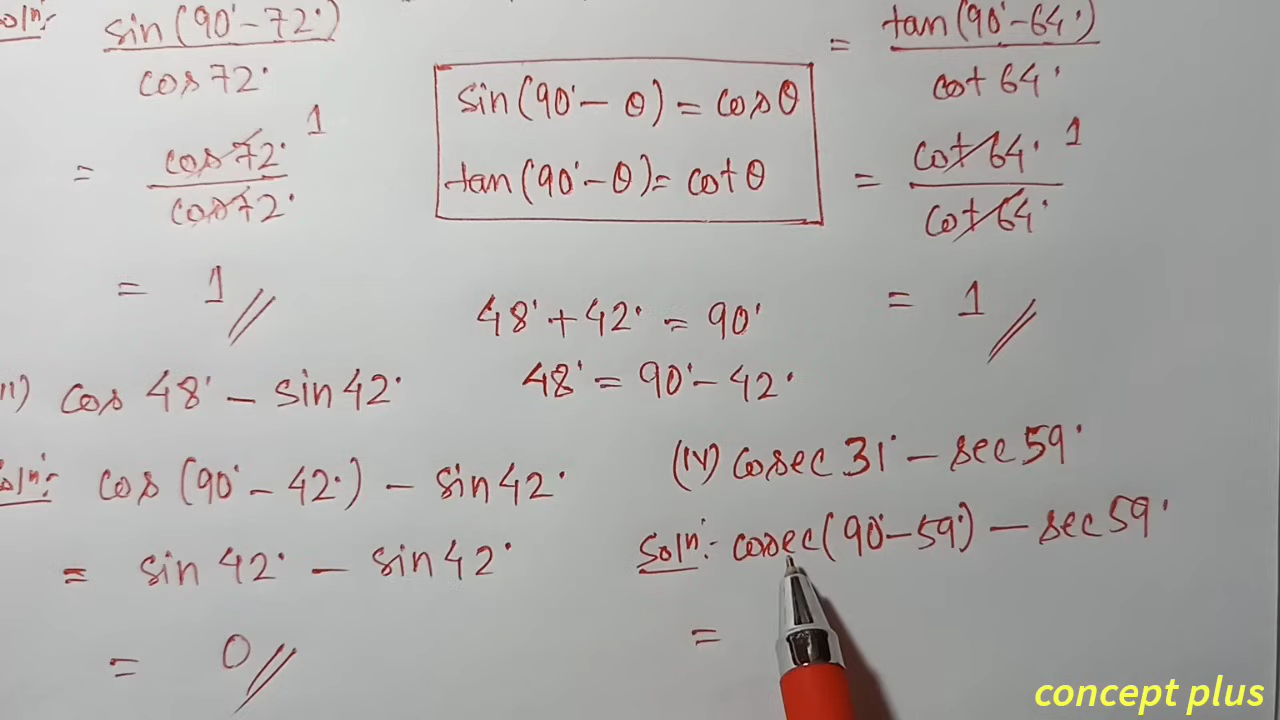 sin(90°-72°)
cos 72°
= cos 72° 1
cos 72°
= 1
sin(90°-θ) = cosθ
tan(90°-θ) = cotθ
= tan(90°-64°)
cot 64°
= cot 64° 1
cot 64°
= 1
48° + 42° = 90°
48° = 90° - 42°
cos 48° - sin 42°
Soln:- cos (90° - 42°) - sin 42°
= sin 42° - sin 42°
= 0
(iv) cosec 31° - sec 59°
Soln:- cosec(90°-59°) - sec 59°
=
concept plus